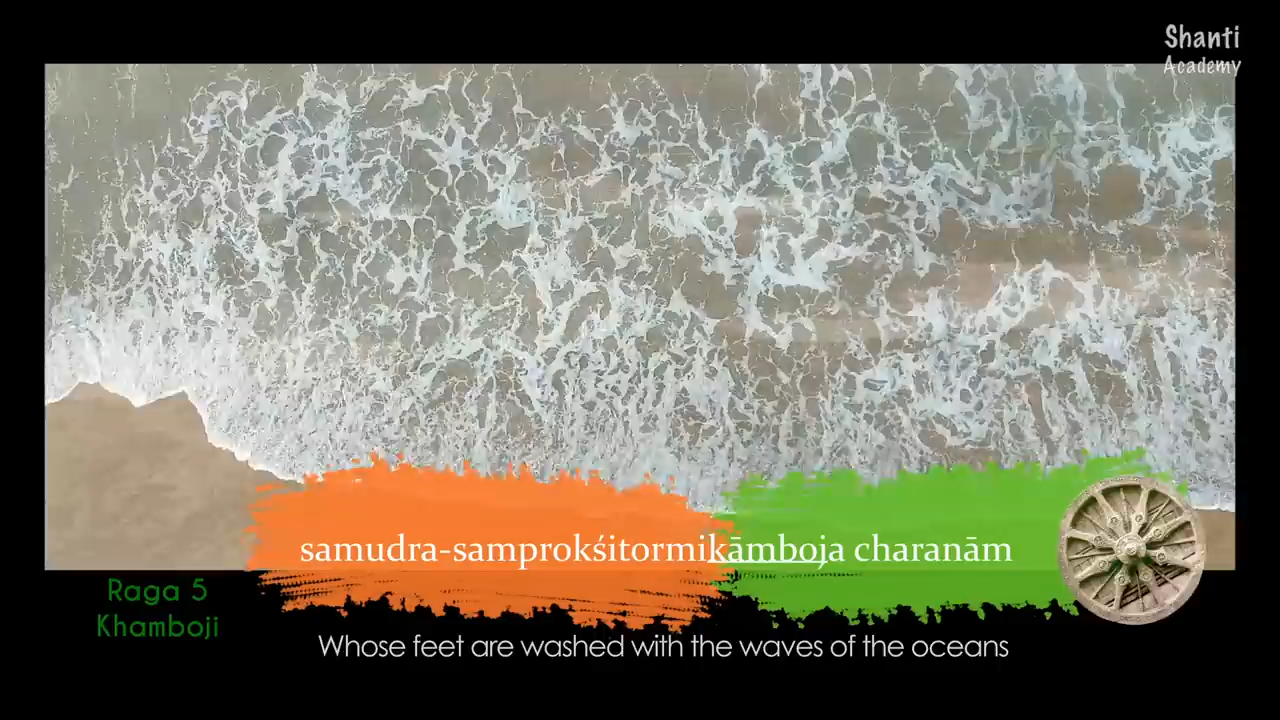 Shanti
Academy
samudra-samprokśitormikāmboja charanām
Raga 5
Khamboji
Whose feet are washed with the waves of the oceans